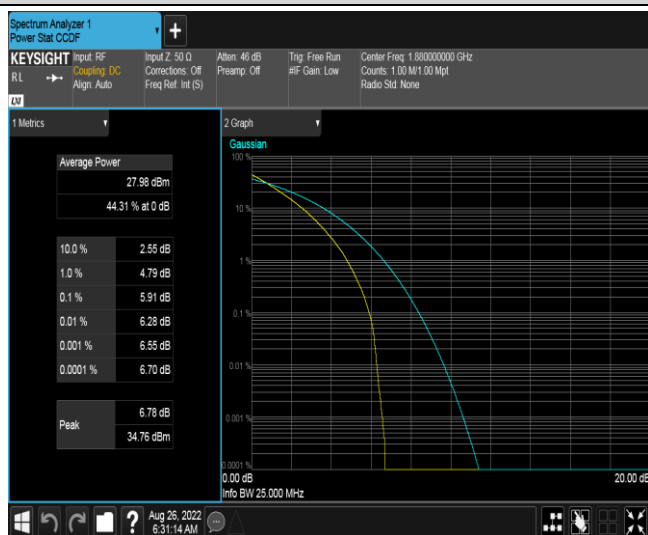 Spectrum Analyzer 1
Power Stat CCDF
+
KEYSIGHT
RL
LXI
Input: RF
Coupling: DC
Align: Auto
Input Z: 50 Ω
Corrections: Off
Freq Ref: Int (S)
Atten: 46 dB
Preamp: Off
Trig: Free Run
#IF Gain: Low
Center Freq: 1.880000000 GHz
Counts: 1.00 M/1.00 Mpt
Radio Std: None
1 Metrics
Average Power
27.98 dBm
44.31 % at 0 dB
10.0 % 2.55 dB
1.0 % 4.79 dB
0.1 % 5.91 dB
0.01 % 6.28 dB
0.001 % 6.55 dB
0.0001 % 6.70 dB
Peak
6.78 dB
34.76 dBm
2 Graph
Gaussian
100 %
10 %
1 %
0.1 %
0.01 %
0.001 %
0.0001 %
0.00 dB
20.00 dB
Info BW 25.000 MHz
?
Aug 26, 2022
6:31:14 AM